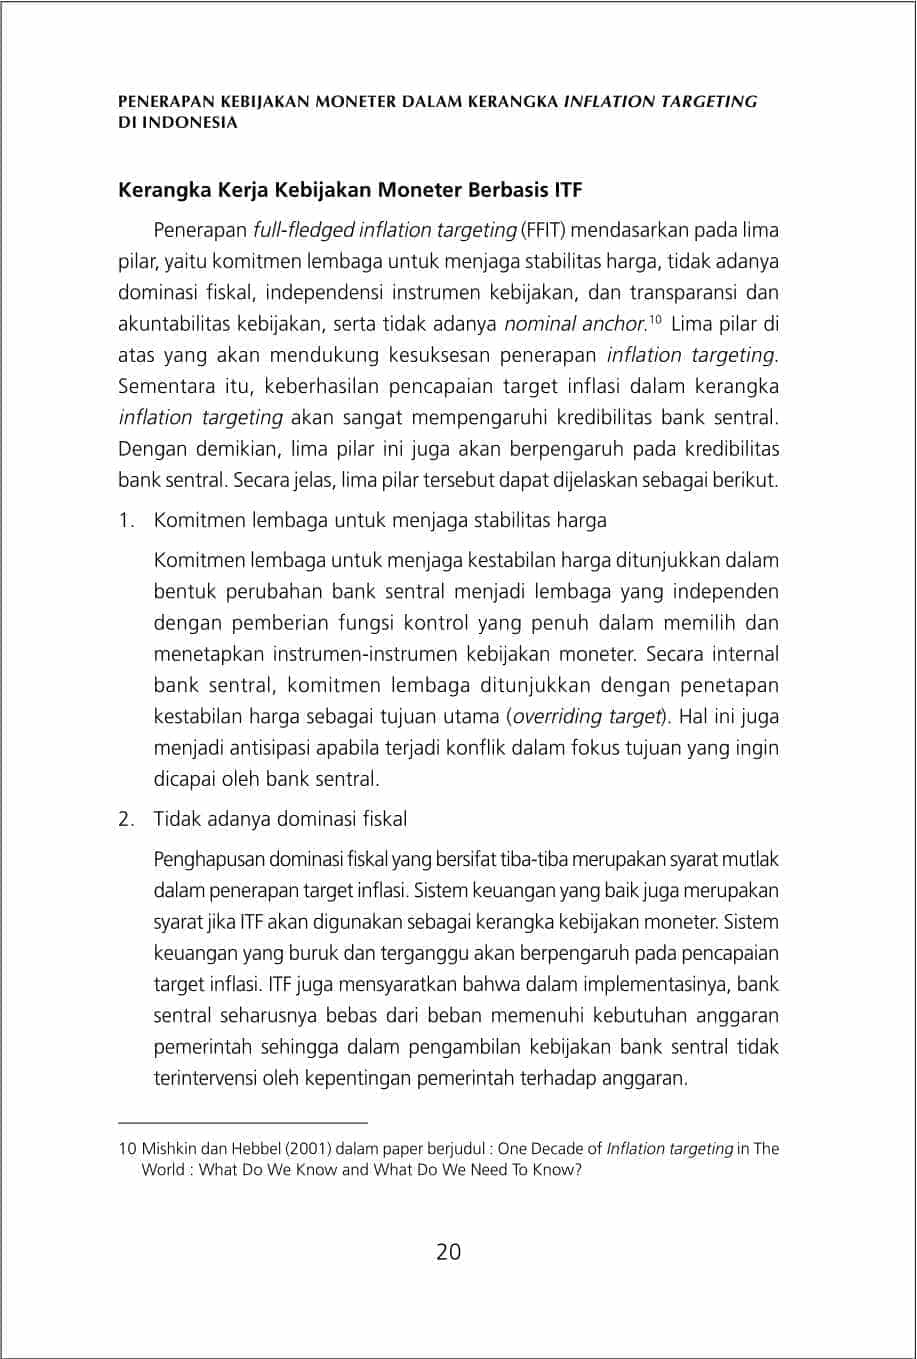 PENERAPAN KEBIJAKAN MONETER DALAM KERANGKA INFLATION TARGETING
DI INDONESIA
Kerangka Kerja Kebijakan Moneter Berbasis ITF
Penerapan full-fledged inflation targeting (FFIT) mendasarkan pada lima
pilar, yaitu komitmen lembaga untuk menjaga stabilitas harga, tidak adanya
dominasi fiskal, independensi instrumen kebijakan, dan transparansi dan
akuntabilitas kebijakan, serta tidak adanya nominal anchor.¹⁰ Lima pilar di
atas yang akan mendukung kesuksesan penerapan inflation targeting.
Sementara itu, keberhasilan pencapaian target inflasi dalam kerangka
inflation targeting akan sangat mempengaruhi kredibilitas bank sentral.
Dengan demikian, lima pilar ini juga akan berpengaruh pada kredibilitas
bank sentral. Secara jelas, lima pilar tersebut dapat dijelaskan sebagai berikut.
1. Komitmen lembaga untuk menjaga stabilitas harga
Komitmen lembaga untuk menjaga kestabilan harga ditunjukkan dalam
bentuk perubahan bank sentral menjadi lembaga yang independen
dengan pemberian fungsi kontrol yang penuh dalam memilih dan
menetapkan instrumen-instrumen kebijakan moneter. Secara internal
bank sentral, komitmen lembaga ditunjukkan dengan penetapan
kestabilan harga sebagai tujuan utama (overriding target). Hal ini juga
menjadi antisipasi apabila terjadi konflik dalam fokus tujuan yang ingin
dicapai oleh bank sentral.
2. Tidak adanya dominasi fiskal
Penghapusan dominasi fiskal yang bersifat tiba-tiba merupakan syarat mutlak
dalam penerapan target inflasi. Sistem keuangan yang baik juga merupakan
syarat jika ITF akan digunakan sebagai kerangka kebijakan moneter. Sistem
keuangan yang buruk dan terganggu akan berpengaruh pada pencapaian
target inflasi. ITF juga mensyaratkan bahwa dalam implementasinya, bank
sentral seharusnya bebas dari beban memenuhi kebutuhan anggaran
pemerintah sehingga dalam pengambilan kebijakan bank sentral tidak
terintervensi oleh kepentingan pemerintah terhadap anggaran.
10 Mishkin dan Hebbel (2001) dalam paper berjudul : One Decade of Inflation targeting in The
World : What Do We Know and What Do We Need To Know?
20